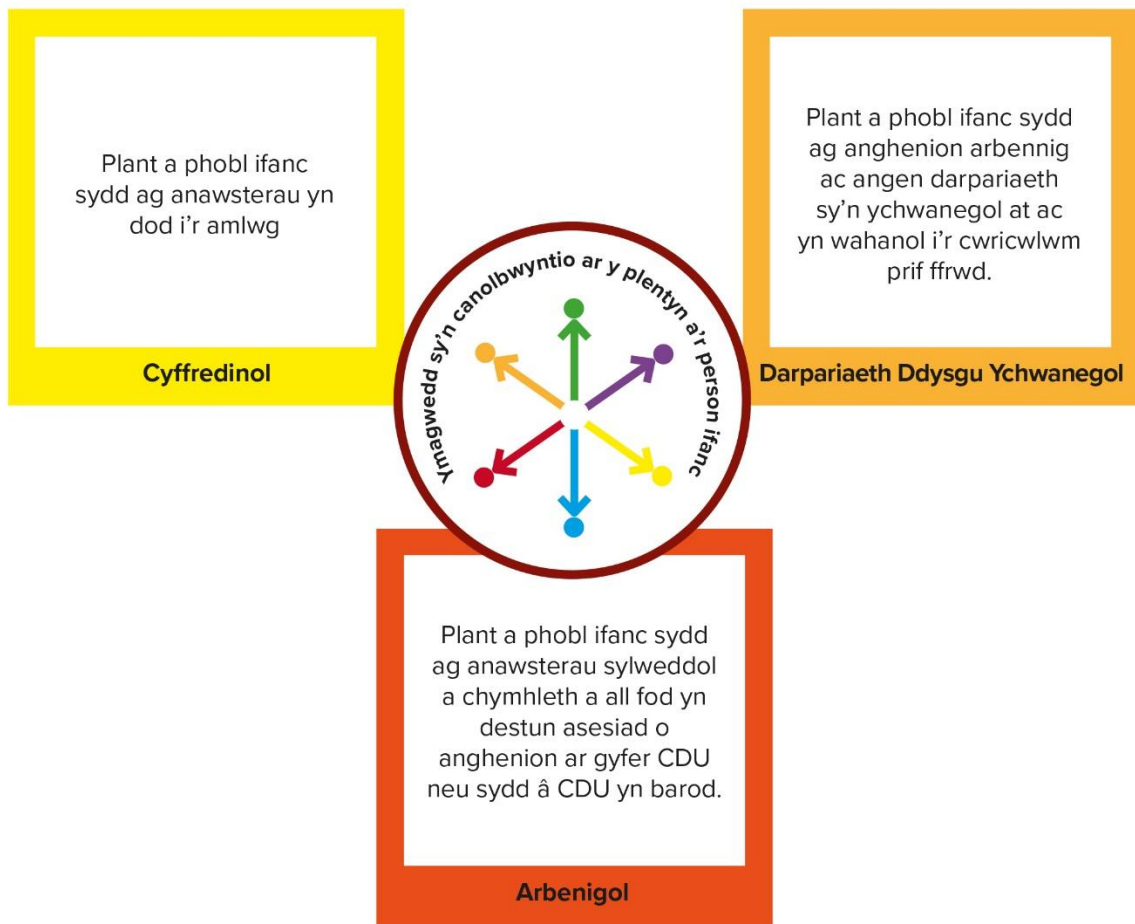 Plant a phobl ifanc
sydd ag anawsterau yn
dod i’r amlwg
Cyffredinol
Plant a phobl ifanc sydd
ag anghenion arbennig
ac angen darpariaeth
sy’n ychwanegol at ac
yn wahanol i’r cwricwlwm
prif ffrwd.
Darpariaeth Ddysgu Ychwanegol
Ymagwedd sy’n canolbwyntio ar y plentyn a’r person ifanc
Plant a phobl ifanc sydd
ag anawsterau sylweddol
a chymhleth a all fod yn
destun asesiad o
anghenion ar gyfer CDU
neu sydd â CDU yn barod.
Arbenigol